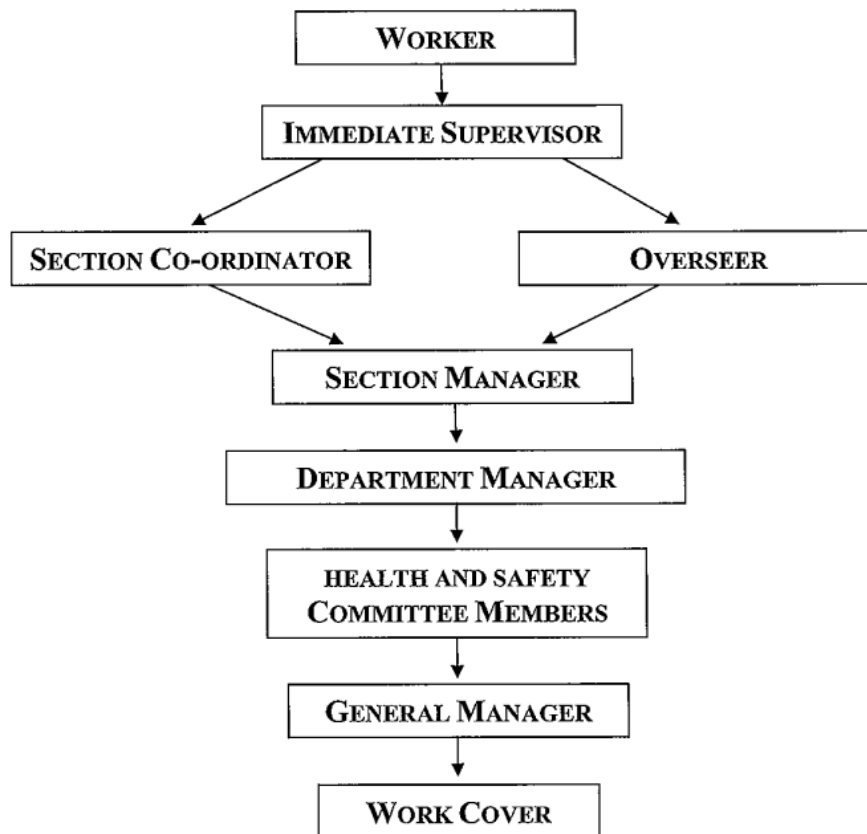 WORKER
IMMEDIATE SUPERVISOR
SECTION CO-ORDINATOR
OVERSEER
SECTION MANAGER
DEPARTMENT MANAGER
HEALTH AND SAFETY
COMMITTEE MEMBERS
GENERAL MANAGER
WORK COVER